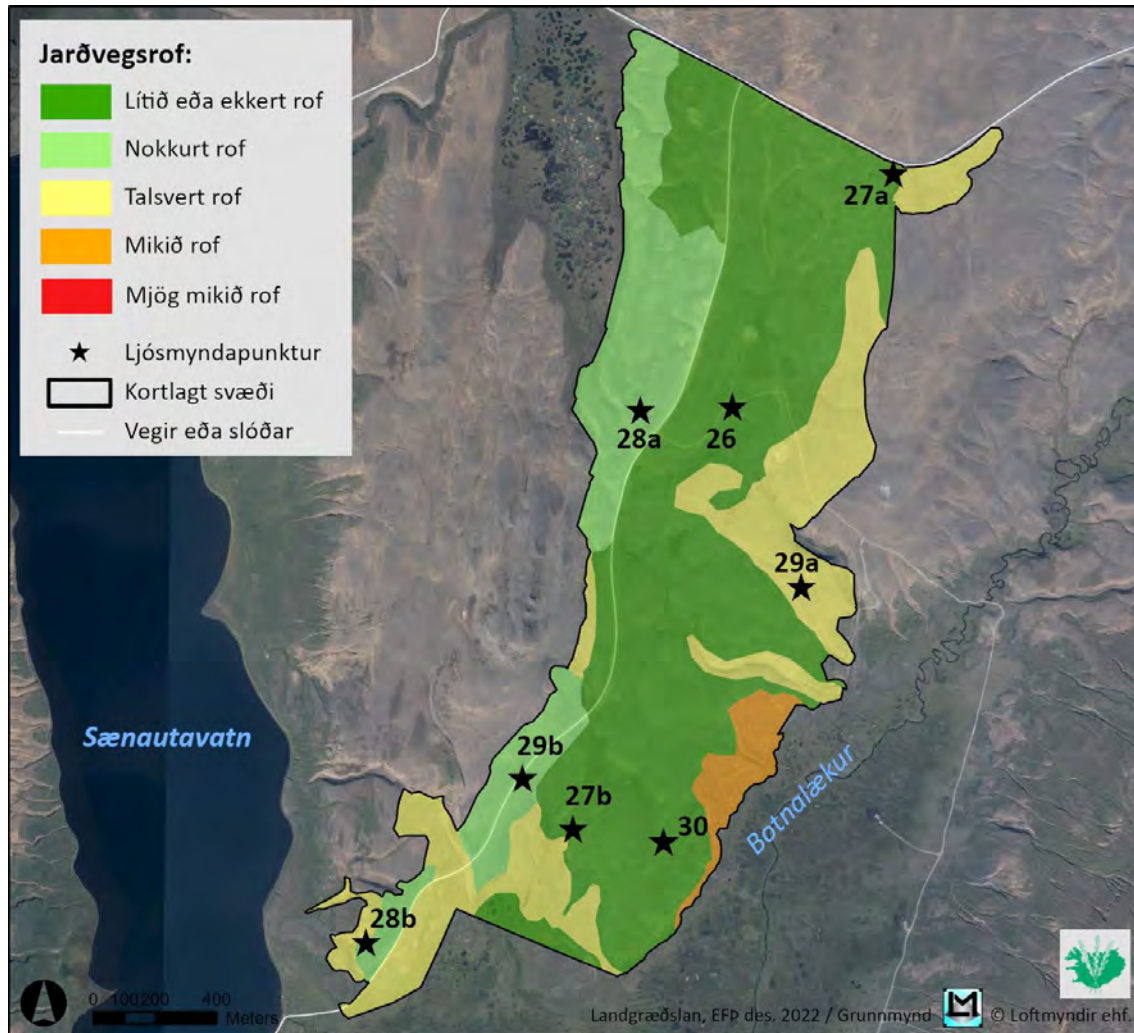 Jarðvegsrof:
Lítið eða ekkert rof
Nokkurt rof
Talsvert rof
Mikið rof
Mjög mikið rof
Ljósmyndapunktur
Kortlagt svæði
Vegir eða slóðar
27a
28a
26
29a
Sænautavatn
29b
27b
30
Botnalækur
28b
0 100200 400
Meters
Landgræðslan, EFÞ des. 2022 / Grunnmynd LM © Loftmyndir ehf.